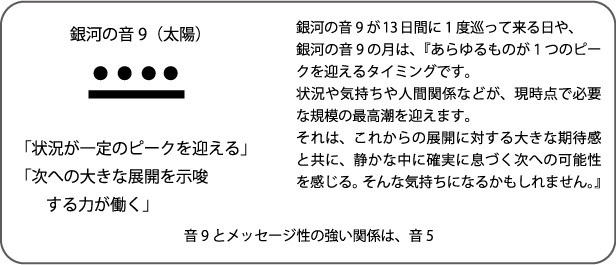 銀河の音9（太陽）
「状況が一定のピークを迎える」
「次への大きな展開を示唆
する力が働く」
銀河の音9が13日間に1度巡って来る日や、
銀河の音9の月は、『あらゆるものが1つのピー
クを迎えるタイミングです。
状況や気持ちや人間関係などが、現時点で必要
な規模の最高潮を迎えます。
それは、これからの展開に対する大きな期待感
と共に、静かな中に確実に息づく次への可能性
を感じる。そんな気持ちになるかもしれません。』
音9とメッセージ性の強い関係は、音5